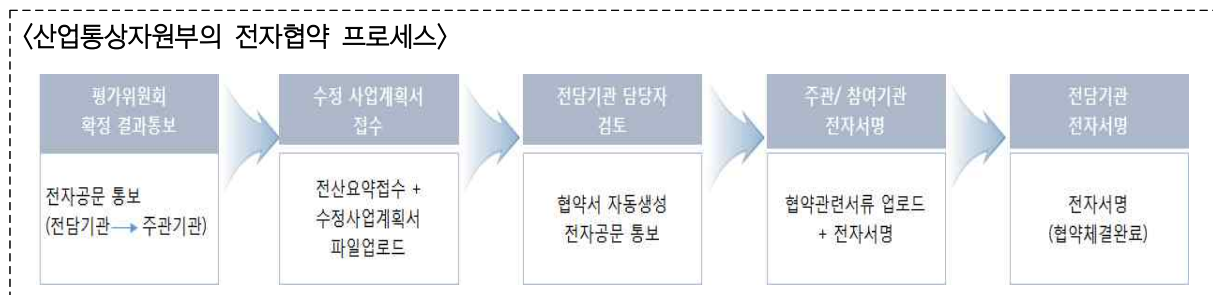 〈산업통상자원부의 전자협약 프로세스〉
평가위원회
확정 결과통보
전자공문 통보
(전담기관 → 주관기관)
수정 사업계획서
접수
전산요약접수 +
수정사업계획서
파일업로드
전담기관 담당자
검토
협약서 자동생성
전자공문 통보
주관/ 참여기관
전자서명
협약관련서류 업로드
+ 전자서명
전담기관
전자서명
전자서명
(협약체결완료)